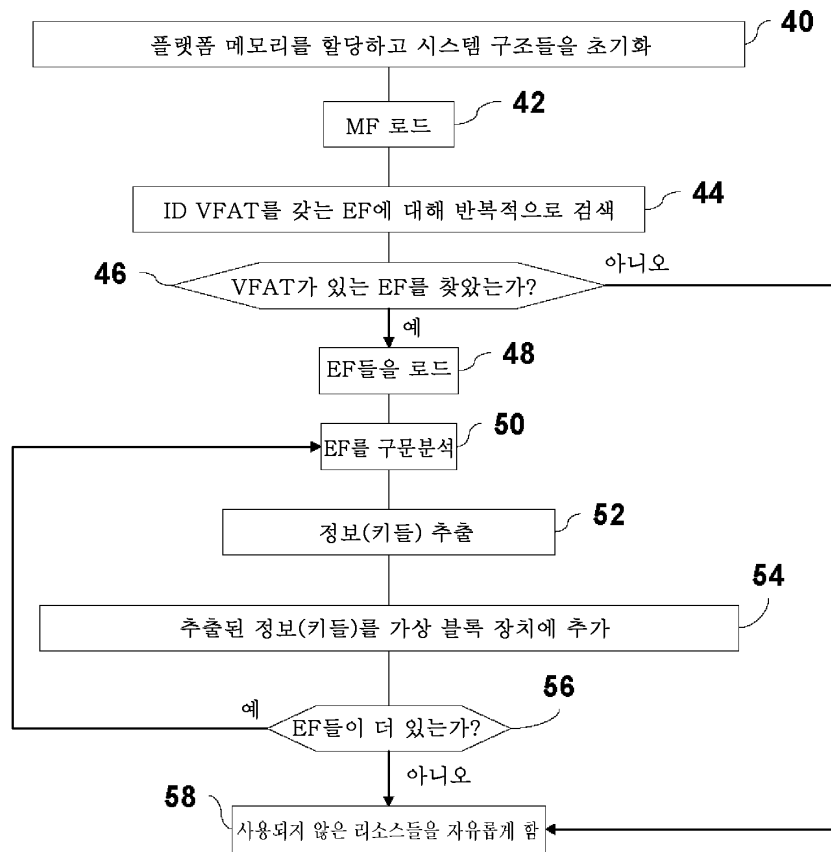 플랫폼 메모리를 할당하고 시스템 구조들을 초기화
40
MF 로드
42
ID VFAT를 갖는 EF에 대해 반복적으로 검색
44
46
VFAT가 있는 EF를 찾았는가?
아니오
예
EF들을 로드
48
EF를 구문분석
50
정보(키들) 추출
52
추출된 정보(키들)를 가상 블록 장치에 추가
54
예
EF들이 더 있는가?
56
아니오
58
사용되지 않은 리소스들을 자유롭게 함